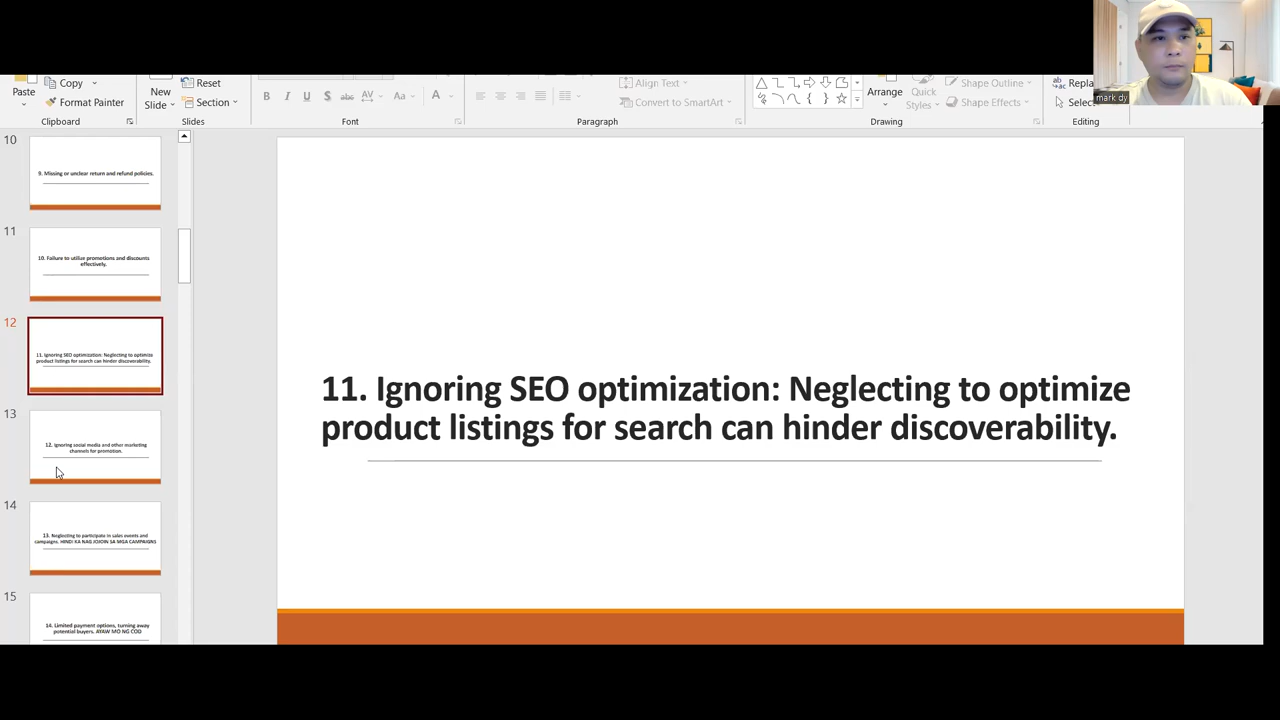 Paste
Copy
Format Painter
Clipboard
New
Slide
Reset
Section
Slides
B I U S abc AV Aa A
Font
Paragraph
Align Text
Convert to SmartArt
Arrange
Quick
Styles
Shape Outline
Shape Effects
Drawing
Repla
Selec
Editing
mark dy
10
9. Missing or unclear return and refund policies.
11
10. Failure to utilize promotions and discounts
effectively.
12
11. Ignoring SEO optimization: Neglecting to optimize
product listings for search can hinder discoverability.
13
12. Ignoring social media and other marketing
channels for promotion.
14
13. Neglecting to participate in sales events and
campaigns. HINDI KA NAG JOJOIN SA MGA CAMPAIGNS
15
14. Limited payment options, turning away
potential buyers. AYAW MO NG COD
11. Ignoring SEO optimization: Neglecting to optimize
product listings for search can hinder discoverability.